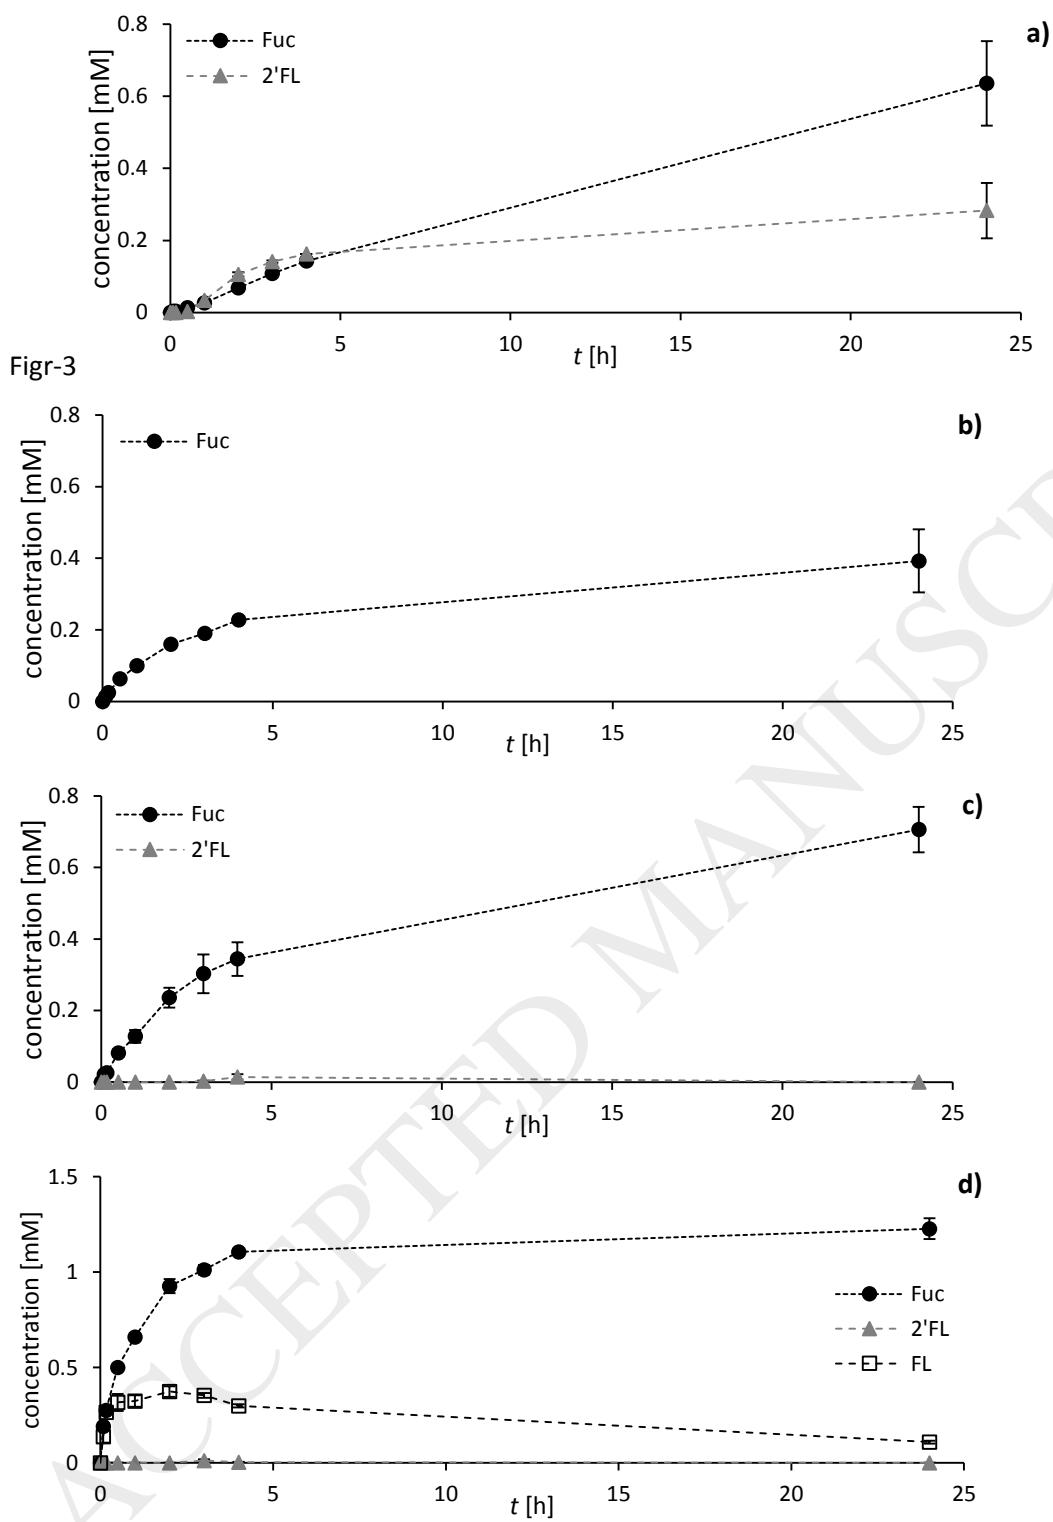 a)
Fuc
2'FL
concentration [mM]
0.8
0.6
0.4
0.2
0
0 5 10 15 20 25
t [h]
Figr-3
b)
Fuc
concentration [mM]
0.8
0.6
0.4
0.2
0
0 5 10 15 20 25
t [h]
c)
Fuc
2'FL
concentration [mM]
0.8
0.6
0.4
0.2
0
0 5 10 15 20 25
t [h]
d)
concentration [mM]
1.5
1
0.5
0
Fuc
2'FL
FL
0 5 10 15 20 25
t [h]
ACCEPTED MANUSCR